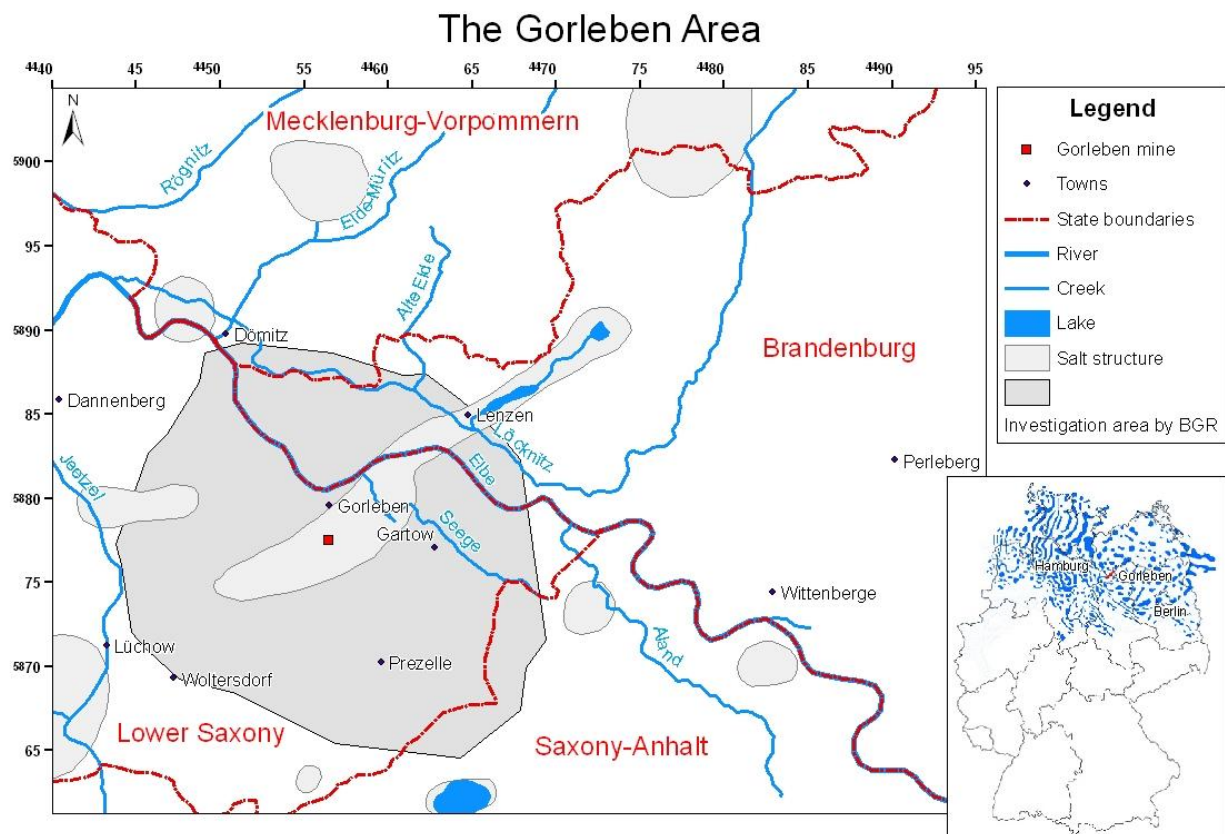 The Gorleben Area
4440 45 4450 55 4460 65 4470 75 4480 85 4490 95
N
5900
95
5890
85
5880
75
5870
65
Mecklenburg-Vorpommern
Rögnitz
Elde-Müritz
Alte Elde
Dömitz
Brandenburg
Dannenberg
Lenzen
Löcknitz
Jeetzel
Elbe
Perleberg
Gorleben
Seege
Gartow
Wittenberge
Aland
Lüchow
Prezelle
Woltersdorf
Lower Saxony
Saxony-Anhalt
Legend
Gorleben mine
Towns
State boundaries
River
Creek
Lake
Salt structure
Investigation area by BGR
Hamburg
Gorleben
Berlin